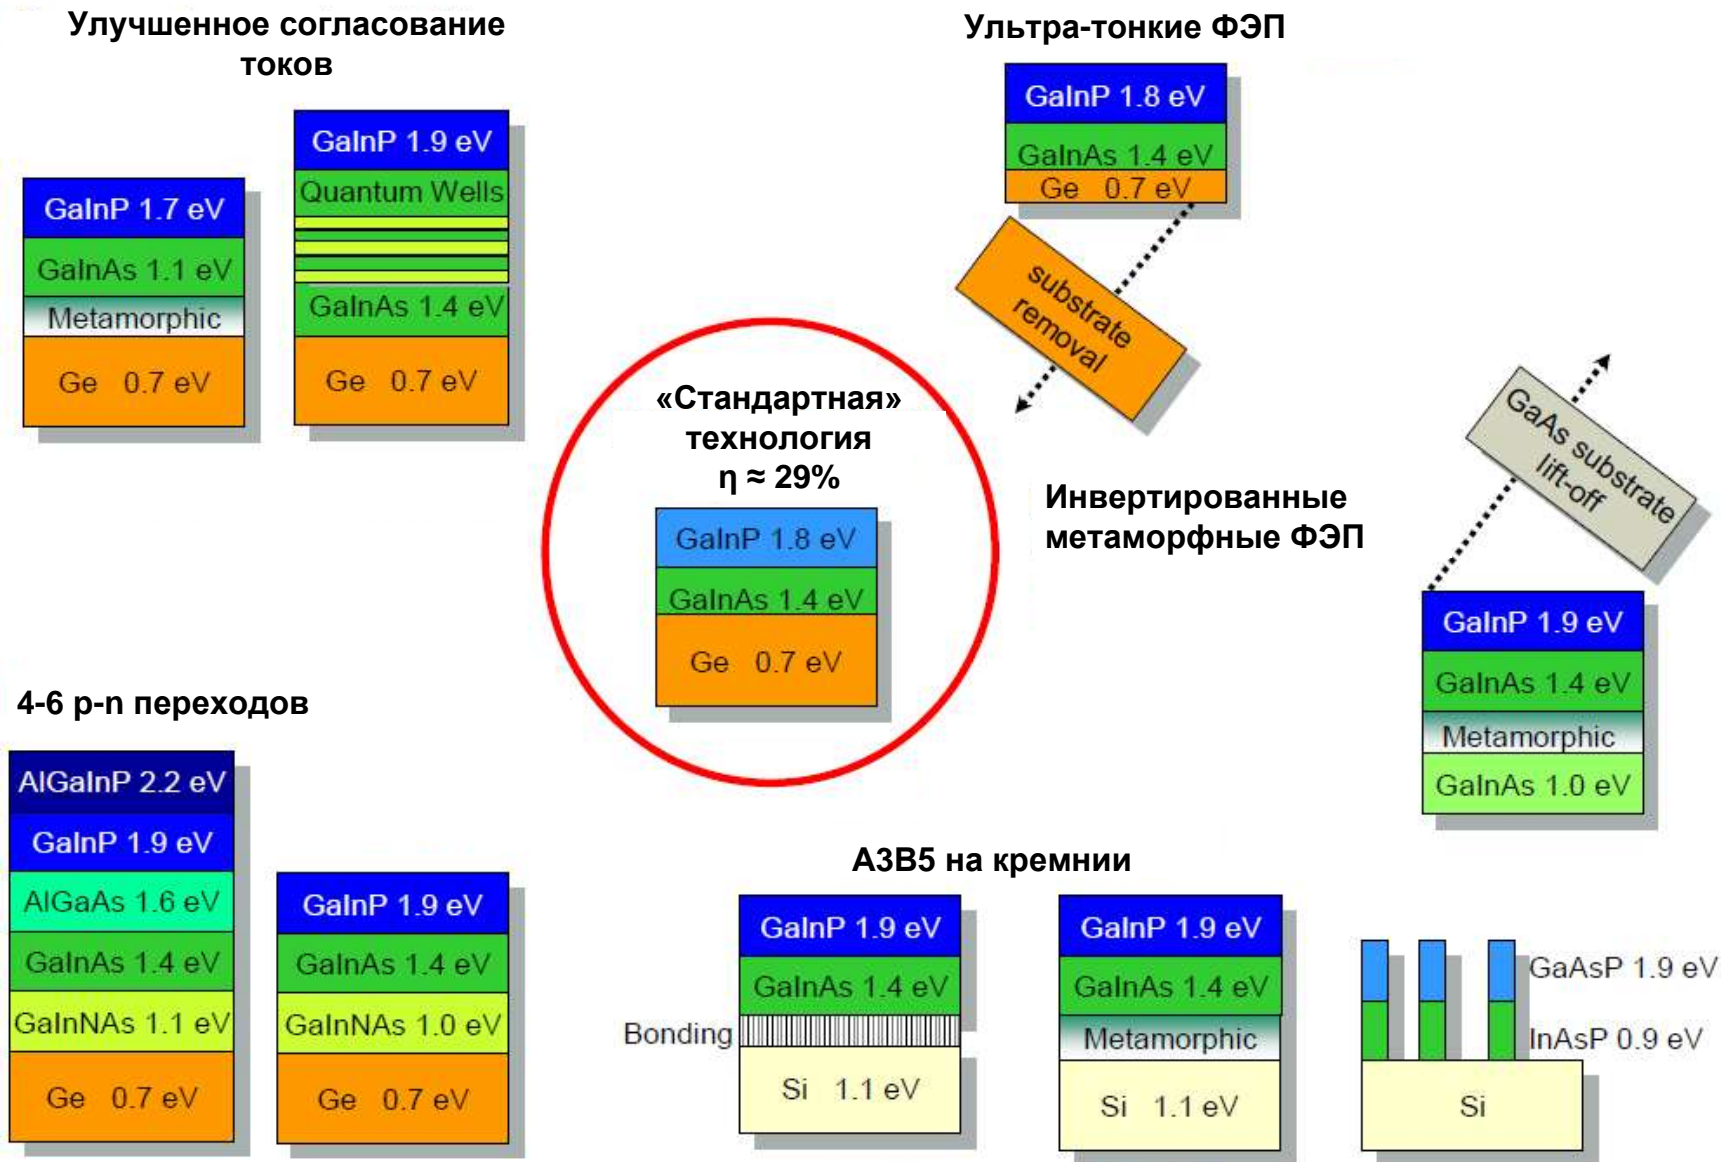 Улучшенное согласование
токов
GaInP 1.7 eV
GaInAs 1.1 eV
Metamorphic
Ge 0.7 eV
GaInP 1.9 eV
Quantum Wells
GaInAs 1.4 eV
Ge 0.7 eV
Ультра-тонкие ФЭП
GaInP 1.8 eV
GaInAs 1.4 eV
Ge 0.7 eV
substrate
removal
«Стандартная»
технология
η ≈ 29%
GaInP 1.8 eV
GaInAs 1.4 eV
Ge 0.7 eV
Инвертированные
метаморфные ФЭП
GaAs substrate
lift-off
GaInP 1.9 eV
GaInAs 1.4 eV
Metamorphic
GaInAs 1.0 eV
4-6 p-n переходов
AlGaInP 2.2 eV
GaInP 1.9 eV
AlGaAs 1.6 eV
GaInAs 1.4 eV
GaInNAs 1.1 eV
Ge 0.7 eV
GaInP 1.9 eV
GaInAs 1.4 eV
GaInNAs 1.0 eV
Ge 0.7 eV
А3В5 на кремнии
GaInP 1.9 eV
GaInAs 1.4 eV
Bonding
Si 1.1 eV
GaInP 1.9 eV
GaInAs 1.4 eV
Metamorphic
Si 1.1 eV
GaAsP 1.9 eV
InAsP 0.9 eV
Si